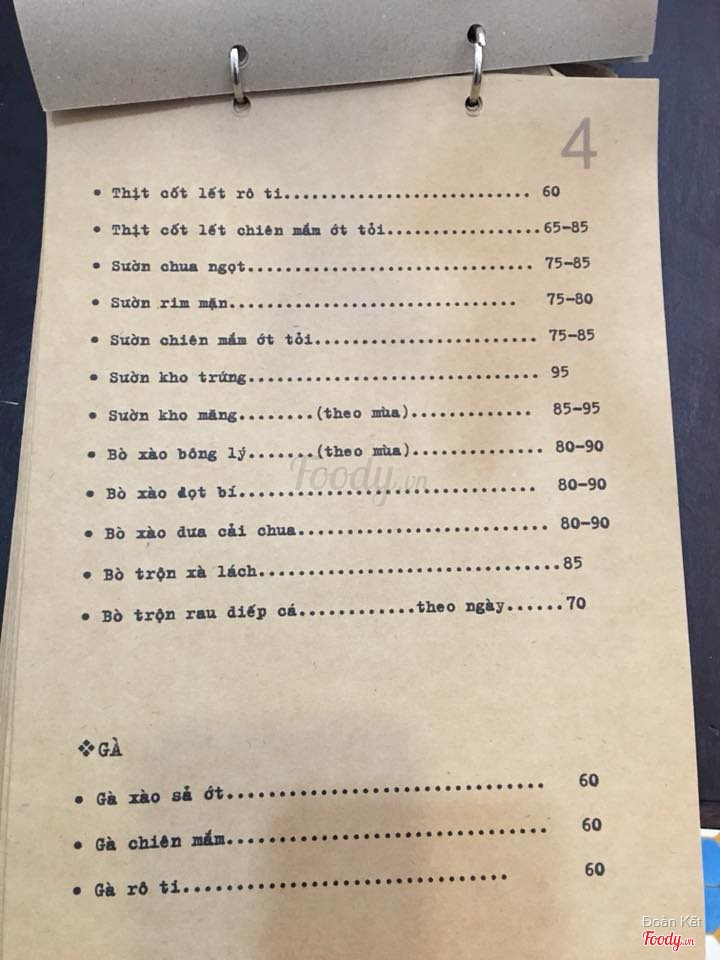 4
• Thịt cốt lết rô ti............................ 60
• Thịt cốt lết chiên mắm ớt tỏi...............65-85
• Sườn chua ngọt............................. 75-85
• Sườn rim mặn............................. 75-80
• Sườn chiên mắm ớt tỏi....................... 75-85
• Sườn kho trứng.............................. 95
• Sườn kho măng........(theo mùa)............. 85-95
• Bò xào bông lý.......(theo mùa).............. 80-90
• Bò xào đọt bí.............................. 80-90
• Bò xào dưa cải chua.......................... 80-90
• Bò trộn xà lách...............................85
• Bò trộn rau diếp cá............theo ngày......70
❖GÀ
• Gà xào sả ớt................................ 60
• Gà chiên mắm................................ 60
• Gà rô ti................................ 60
Foody.vn
Đoàn Kết
Foody.vn